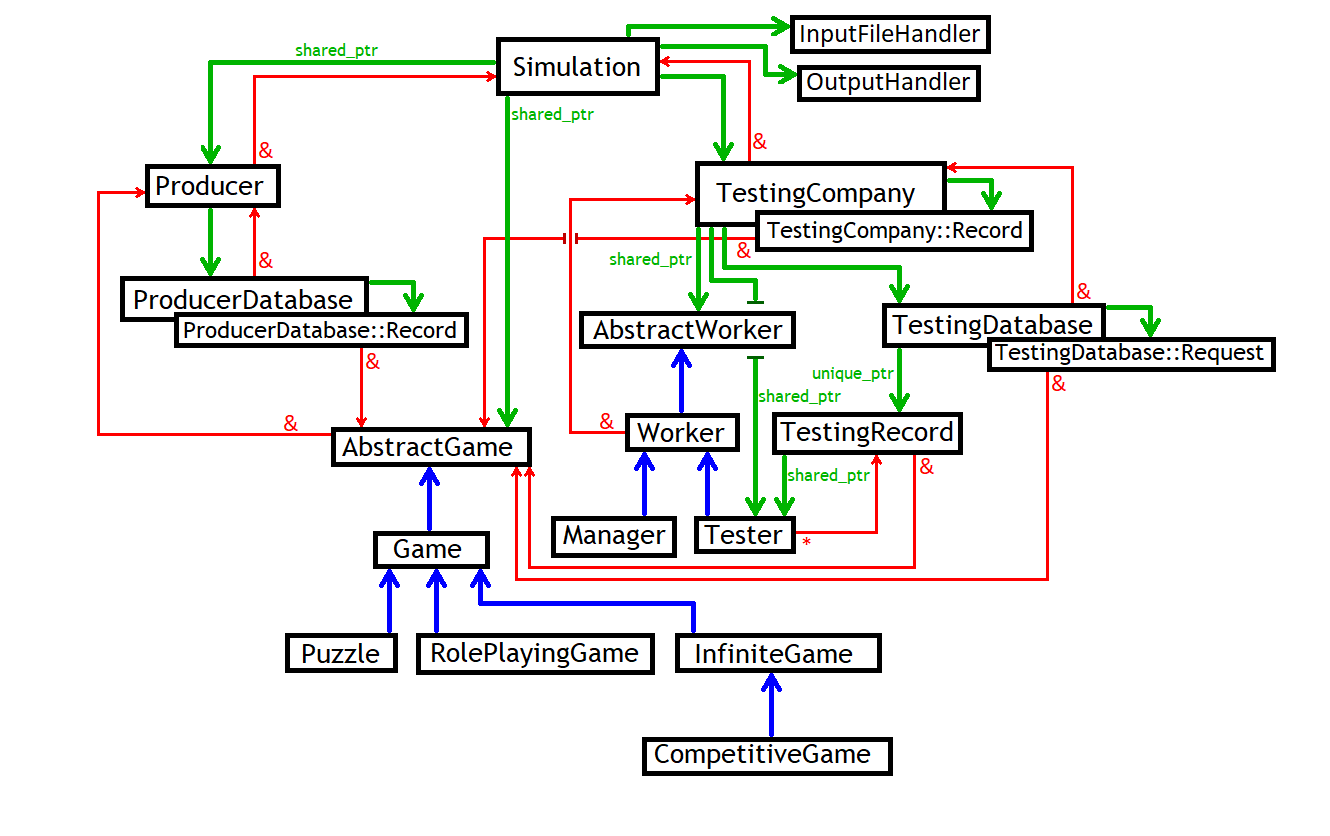 InputFileHandler
shared_ptr
Simulation
OutputHandler
shared_ptr
&
&
Producer
TestingCompany
TestingCompany::Record
&
&
shared_ptr
&
ProducerDatabase
ProducerDatabase::Record
AbstractWorker
TestingDatabase
TestingDatabase::Request
&
unique_ptr
&
shared_ptr
&
&
AbstractGame
Worker
TestingRecord
&
shared_ptr
Manager
Tester
*
Game
Puzzle
RolePlayingGame
InfiniteGame
CompetitiveGame